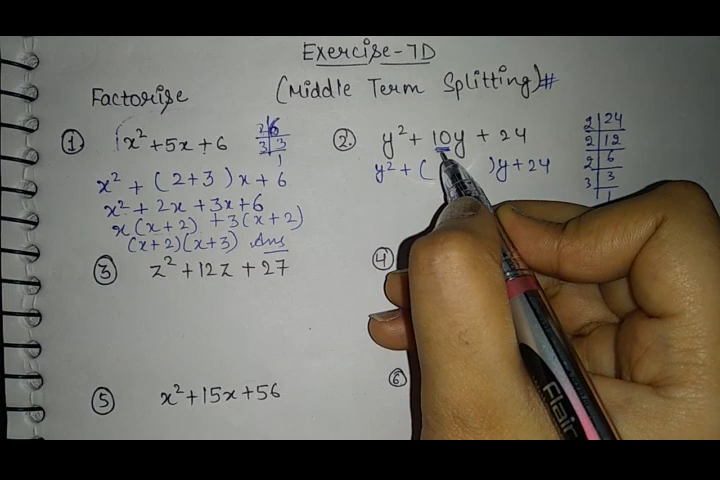 Exercise-7D
Factorise (Middle Term Splitting)#
① x² + 5x + 6
2 | 6
3 | 3
1
x² + (2+3)x + 6
x² + 2x + 3x + 6
x(x+2) + 3(x+2)
(x+2)(x+3) Ans
②. y² + 10y + 24
y² + ( )y + 24
2 | 24
2 | 12
2 | 6
3 | 3
1
③ z² + 12z + 27
④
⑤ x² + 15x + 56
⑥
Flair